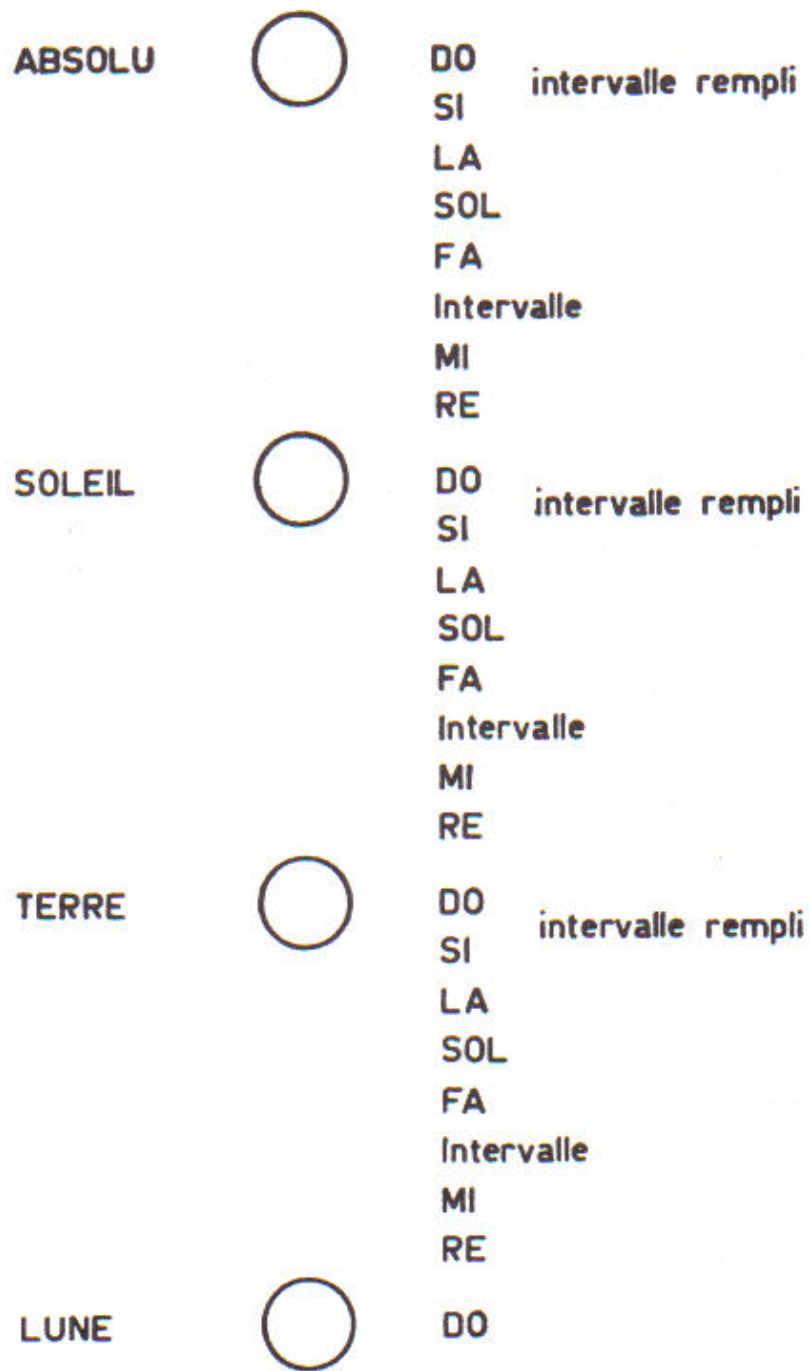 ABSOLU DO intervalle rempli
SI
LA
SOL
FA
Intervalle
MI
RE
SOLEIL DO intervalle rempli
SI
LA
SOL
FA
Intervalle
MI
RE
TERRE DO intervalle rempli
SI
LA
SOL
FA
Intervalle
MI
RE
LUNE DO